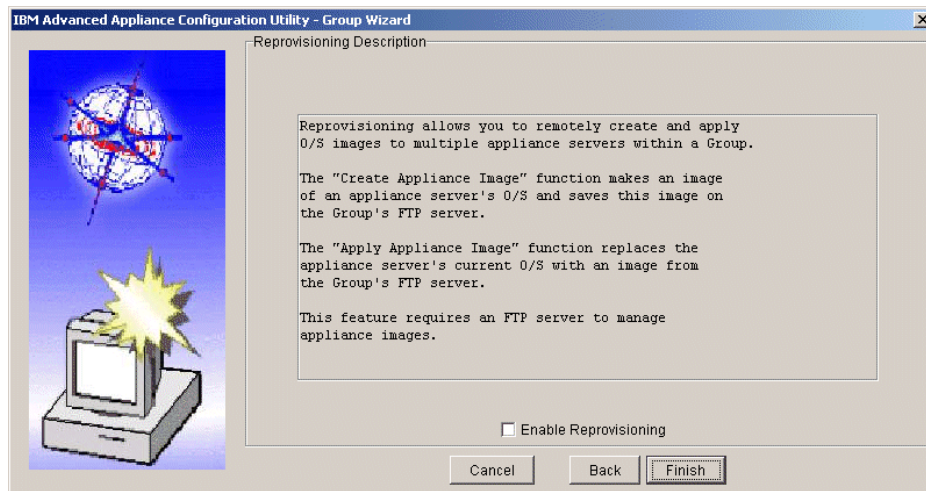 IBM Advanced Appliance Configuration Utility - Group Wizard
Reprovisioning Description
Reprovisioning allows you to remotely create and apply
O/S images to multiple appliance servers within a Group.
The "Create Appliance Image" function makes an image
of an appliance server's O/S and saves this image on
the Group's FTP server.
The "Apply Appliance Image" function replaces the
appliance server's current O/S with an image from
the Group's FTP server.
This feature requires an FTP server to manage
appliance images.
Enable Reprovisioning
Cancel Back Finish